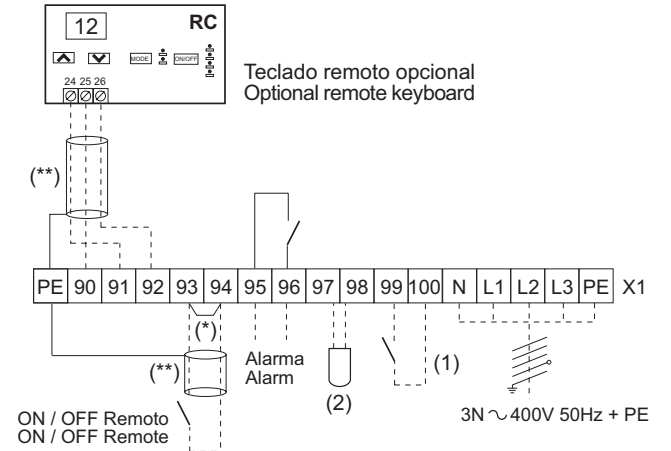 12
RC
MODE
ON/OFF
24 25 26
Teclado remoto opcional
Optional remote keyboard
(**)
PE 90 91 92 93 94 95 96 97 98 99 100 N L1 L2 L3 PE X1
(*)
(**)
Alarma
Alarm
(2)
(1)
ON / OFF Remoto
ON / OFF Remote
3N ~ 400V 50Hz + PE